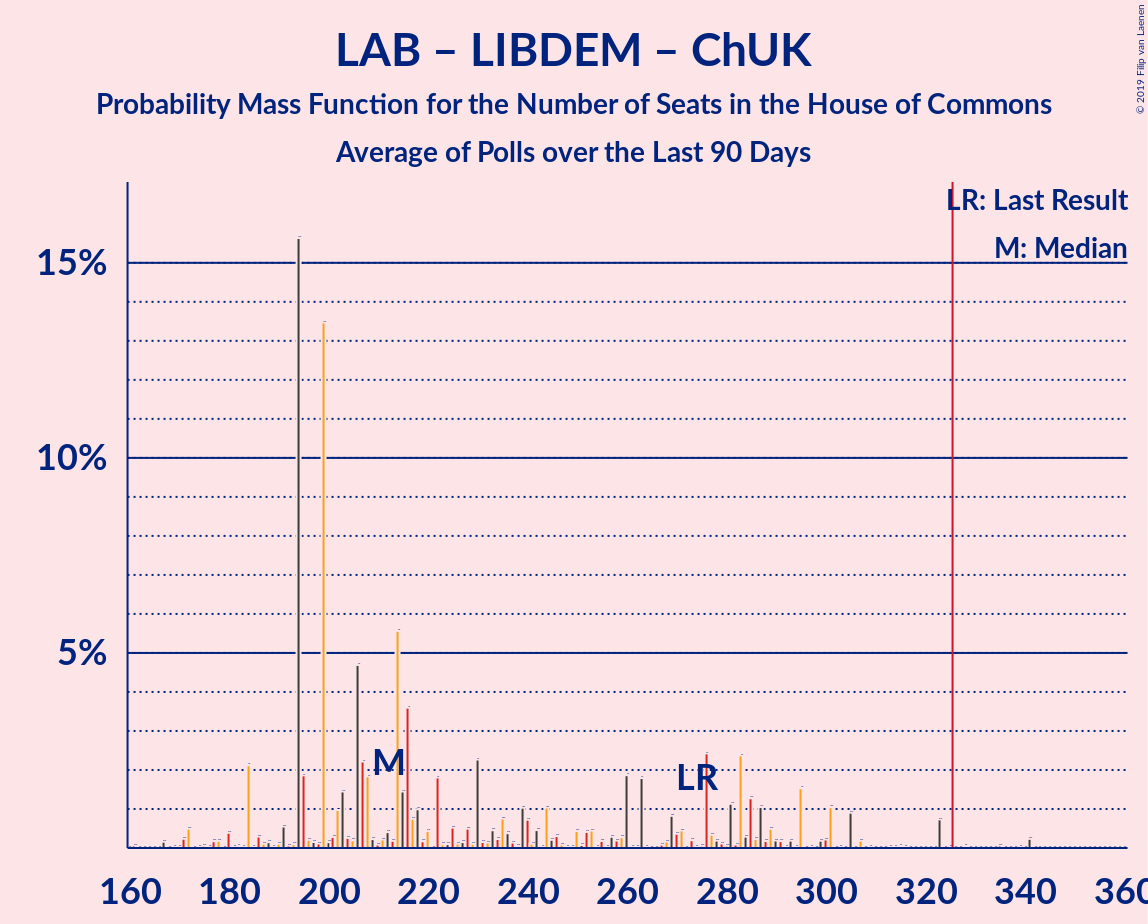 LAB – LIBDEM – ChUK
Probability Mass Function for the Number of Seats in the House of Commons
Average of Polls over the Last 90 Days
© 2019 Filip van Laenen
LR: Last Result
M: Median
15%
10%
5%
M
LR
160 180 200 220 240 260 280 300 320 340 360